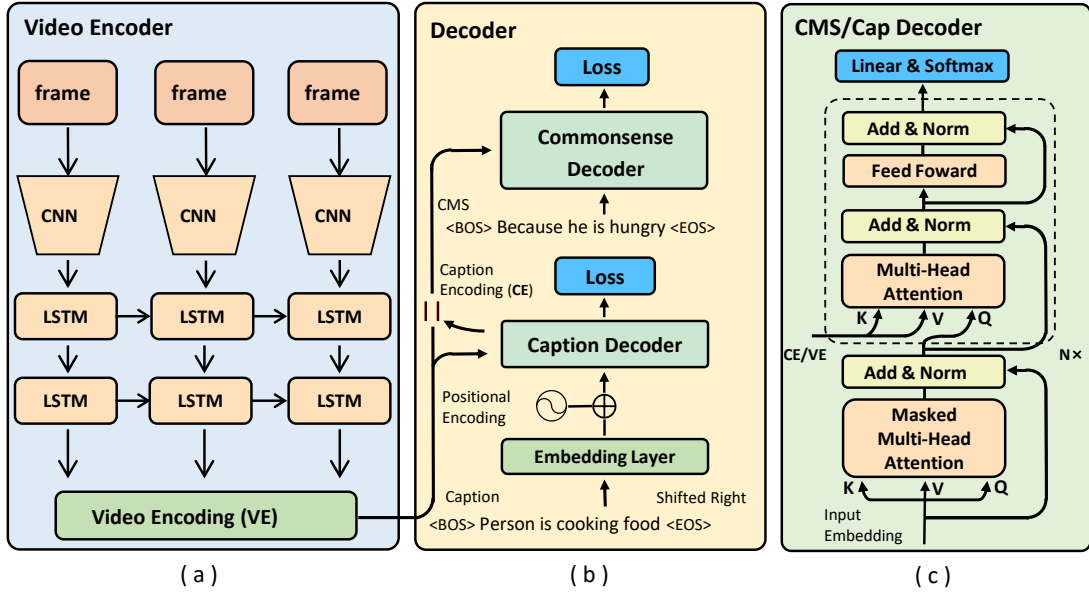 Video Encoder
frame
frame
frame
CNN
CNN
CNN
LSTM
LSTM
LSTM
LSTM
LSTM
LSTM
Video Encoding (VE)
( a )
Decoder
Loss
Commonsense
Decoder
CMS
<BOS> Because he is hungry <EOS>
Caption
Encoding (CE)
Loss
Caption Decoder
Positional
Encoding
Embedding Layer
Caption
Shifted Right
<BOS> Person is cooking food <EOS>
( b )
CMS/Cap Decoder
Linear & Softmax
Add & Norm
Feed Foward
Add & Norm
Multi-Head
Attention
K
V
Q
CE/VE
N×
Add & Norm
Masked
Multi-Head
Attention
K
V
Q
Input
Embedding
( c )